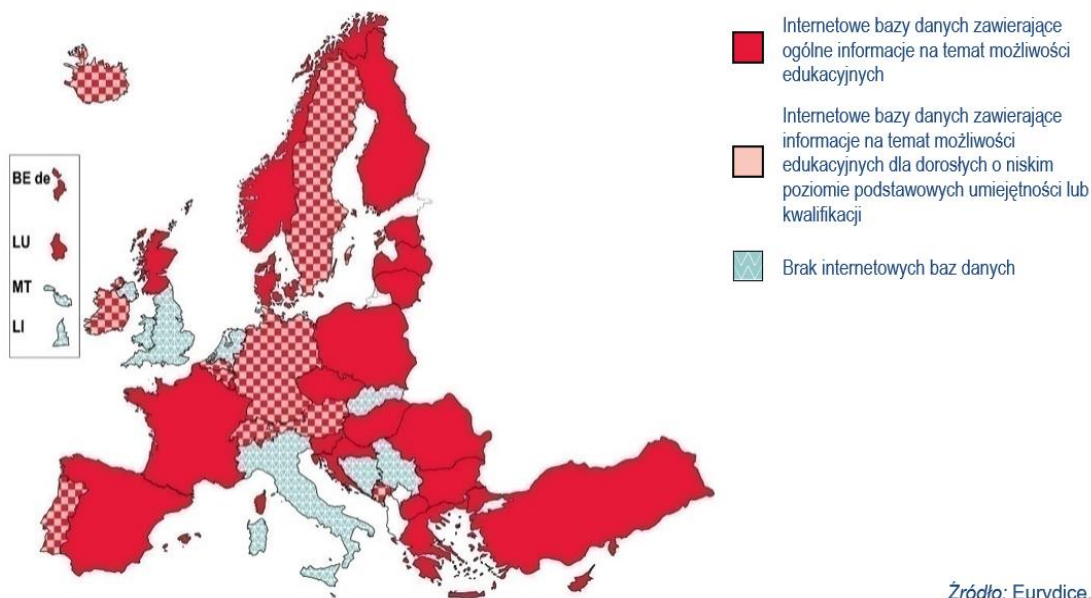 Internetowe bazy danych zawierające
ogólne informacje na temat możliwości
edukacyjnych
Internetowe bazy danych zawierające
informacje na temat możliwości
edukacyjnych dla dorosłych o niskim
poziomie podstawowych umiejętności lub
kwalifikacji
Brak internetowych baz danych
BE de
LU
MT
LI
Źródło: Eurydice